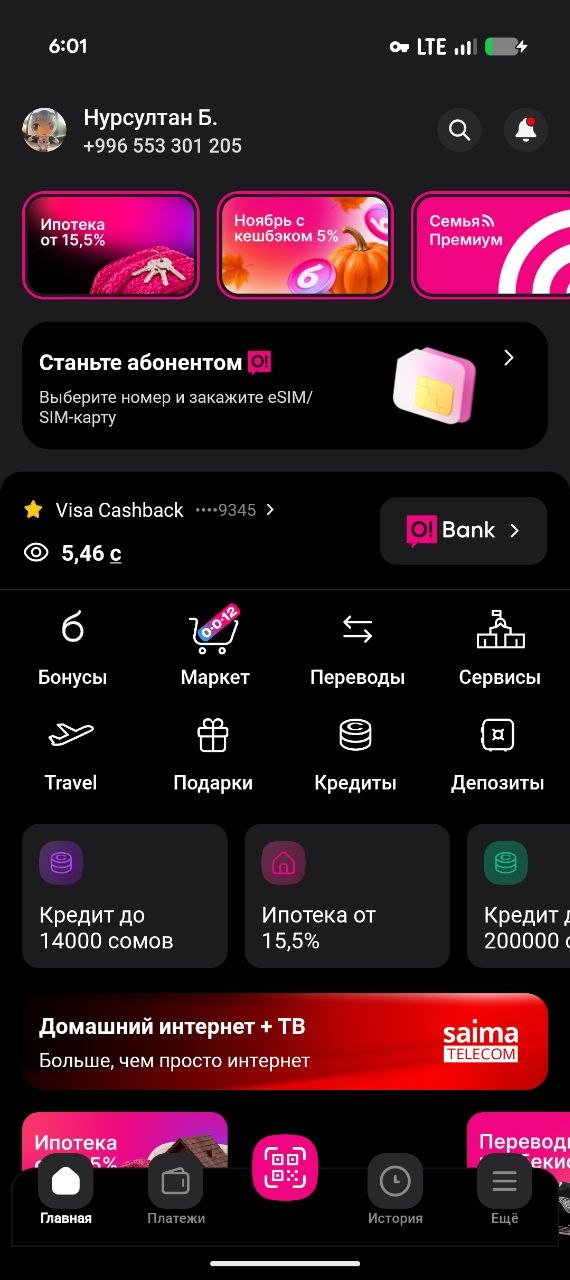 6:01
LTE
Нурсултан Б.
+996 553 301 205
Ипотека
от 15,5%
Ноябрь с
кешбэком 5%
б
Семья
Премиум
Станьте абонентом О!
Выберите номер и закажите eSIM/
SIM-карту
Visa Cashback ••••9345
5,46 с
О! Bank
б
0-0-12
Бонусы
Маркет
Переводы
Сервисы
Travel
Подарки
Кредиты
Депозиты
Кредит до
14000 сомов
Ипотека от
15,5%
Кредит
200000
Домашний интернет + ТВ
Больше, чем просто интернет
saima
TELECOM
Ипотека
Главная
Платежи
История
Ещё